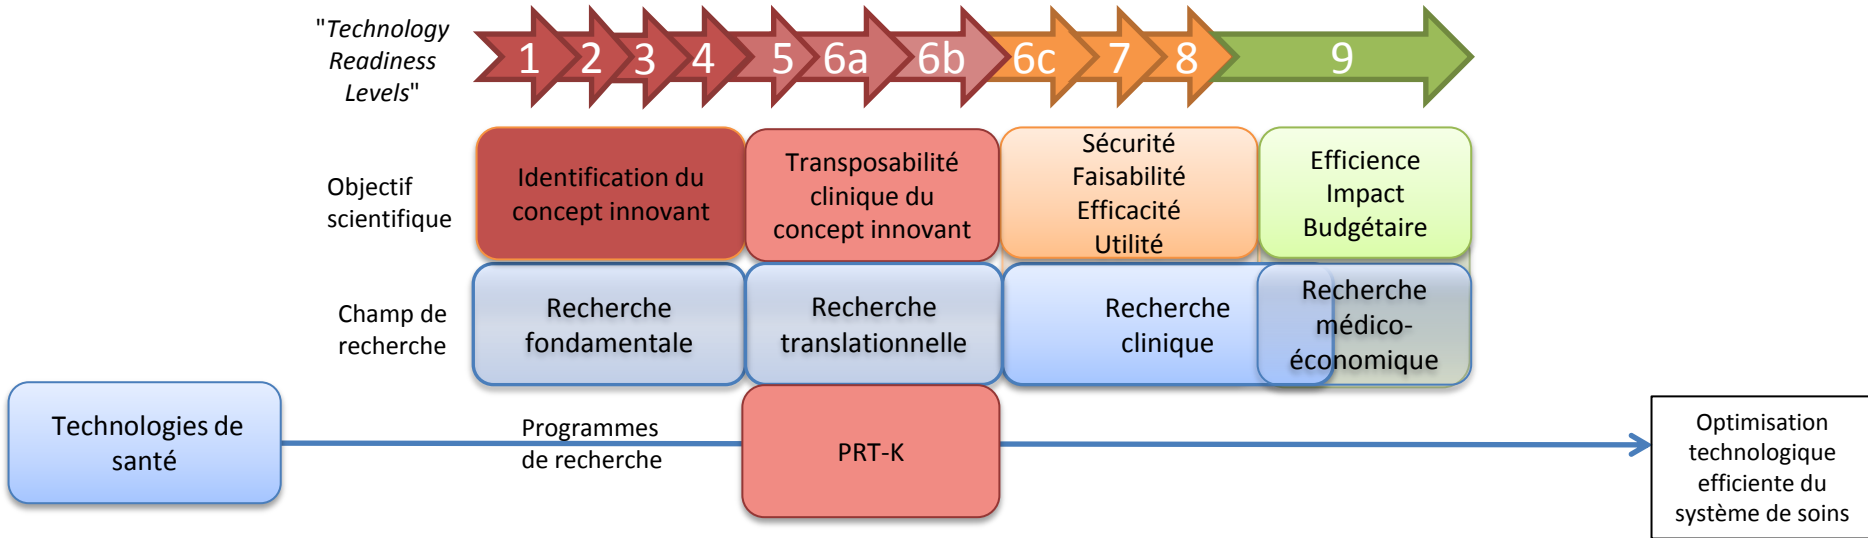 "Technology
Readiness
Levels"
1 2 3 4 5 6a 6b 6c 7 8 9
Objectif
scientifique
Identification du
concept innovant
Transposabilité
clinique du
concept innovant
Sécurité
Faisabilité
Efficacité
Utilité
Efficience
Impact
Budgétaire
Champ de
recherche
Recherche
fondamentale
Recherche
translationnelle
Recherche
clinique
Recherche
médico-
économique
Technologies de
santé
Programmes
de recherche
PRT-K
Optimisation
technologique
efficiente du
système de soins